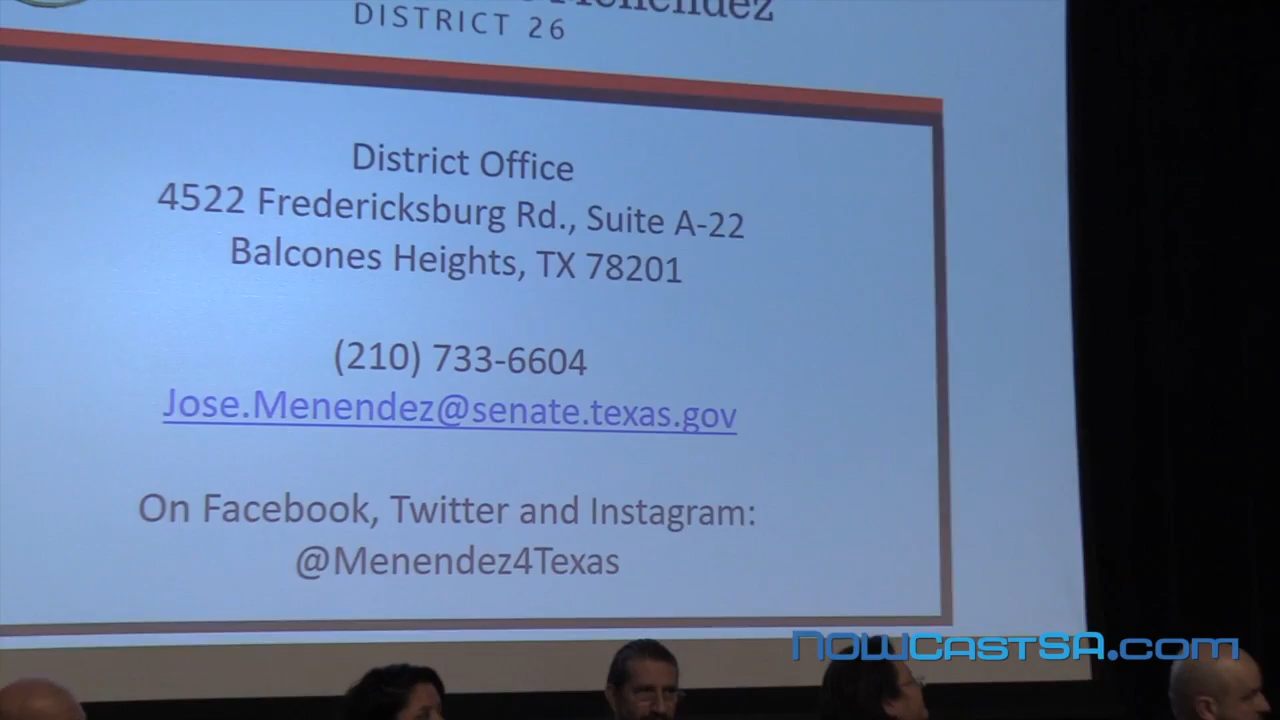 Menendez
DISTRICT 26
District Office
4522 Fredericksburg Rd., Suite A-22
Balcones Heights, TX 78201
(210) 733-6604
Jose.Menendez@senate.texas.gov
On Facebook, Twitter and Instagram:
@Menendez4Texas
NOWCASTSA.com